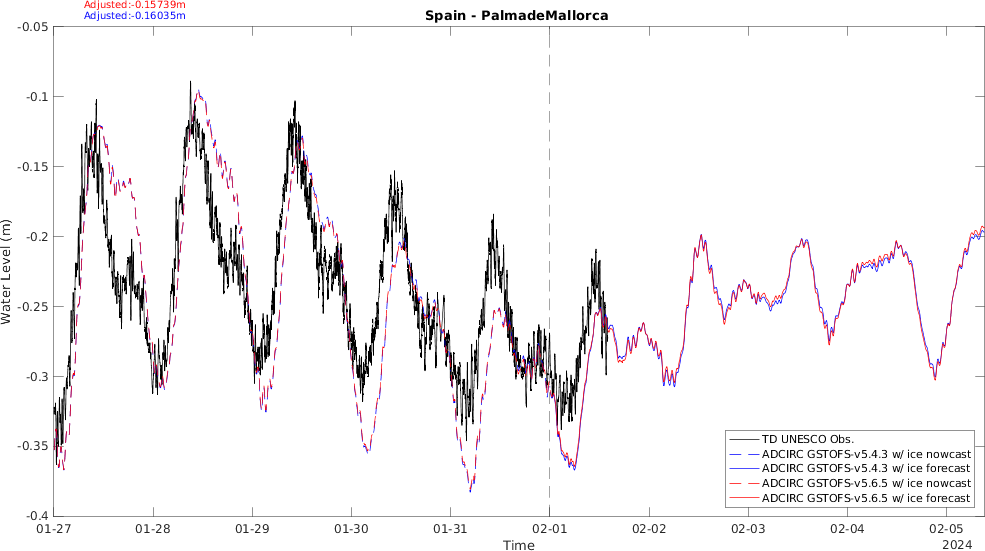 Adjusted:-0.15739m
Adjusted:-0.16035m
Spain - PalmadeMallorca
-0.05
-0.1
-0.15
-0.2
-0.25
-0.3
-0.35
-0.4
Water Level (m)
01-27
01-28
01-29
01-30
01-31
02-01
02-02
02-03
02-04
02-05
Time
2024
TD UNESCO Obs.
ADCIRC GSTOFS-v5.4.3 w/ ice nowcast
ADCIRC GSTOFS-v5.4.3 w/ ice forecast
ADCIRC GSTOFS-v5.6.5 w/ ice nowcast
ADCIRC GSTOFS-v5.6.5 w/ ice forecast